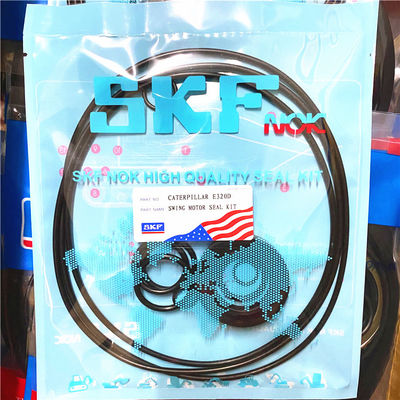 SKF
NOK
SKF NOK HIGH QUALITY SEAL KIT
PART NO CATERPILLAR E320D
PART NAME SWING MOTOR SEAL KIT
SKF